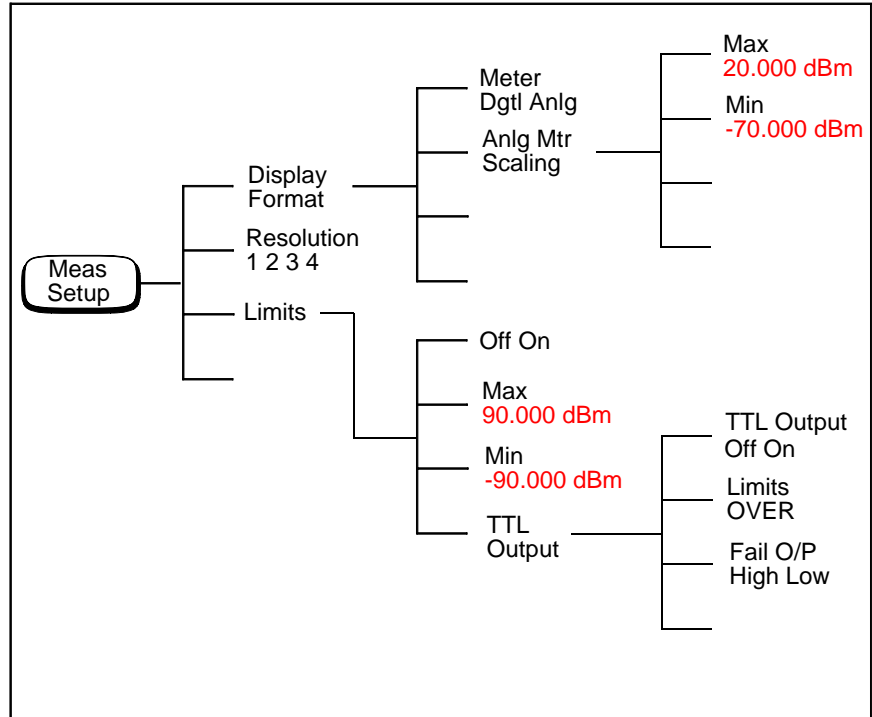 Meas
Setup
Display
Format
Resolution
1 2 3 4
Limits
Meter
Dgtl Anlg
Anlg Mtr
Scaling
Max
20.000 dBm
Min
-70.000 dBm
Off On
Max
90.000 dBm
Min
-90.000 dBm
TTL
Output
TTL Output
Off On
Limits
OVER
Fail O/P
High Low